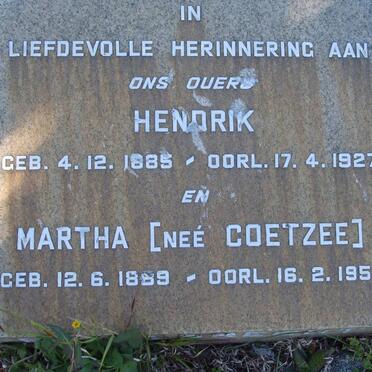 IN
LIEFDEVOLLE HERINNERING AAN
ONS OUERS
HENDRIK
GEB. 4. 12. 1885 - OORL. 17. 4. 1927
EN
MARTHA [NEÉ COETZEE]
GEB. 12. 6. 1889 - OORL. 16. 2.